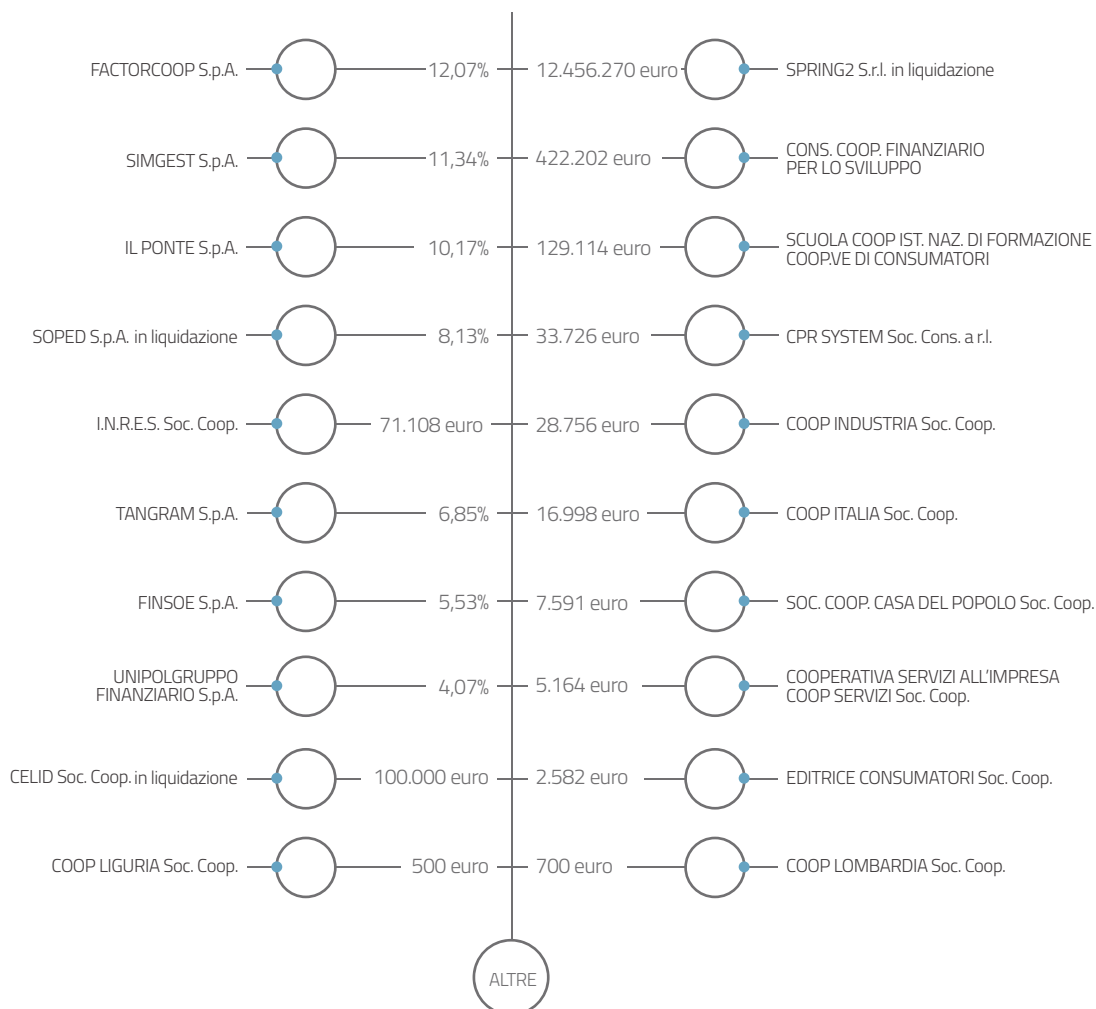 FACTORCOOP S.p.A. 12,07% 12.456.270 euro SPRING2 S.r.l. in liquidazione
SIMGEST S.p.A. 11,34% 422.202 euro CONS. COOP. FINANZIARIO
PER LO SVILUPPO
IL PONTE S.p.A. 10,17% 129.114 euro SCUOLA COOP IST. NAZ. DI FORMAZIONE
COOP.VE DI CONSUMATORI
SOPED S.p.A. in liquidazione 8,13% 33.726 euro CPR SYSTEM Soc. Cons. a r.l.
I.N.R.E.S. Soc. Coop. 71.108 euro 28.756 euro COOP INDUSTRIA Soc. Coop.
TANGRAM S.p.A. 6,85% 16.998 euro COOP ITALIA Soc. Coop.
FINSOE S.p.A. 5,53% 7.591 euro SOC. COOP. CASA DEL POPOLO Soc. Coop.
UNIPOLGRUPPO
FINANZIARIO S.p.A. 4,07% 5.164 euro COOPERATIVA SERVIZI ALL'IMPRESA
COOP SERVIZI Soc. Coop.
CELID Soc. Coop. in liquidazione 100.000 euro 2.582 euro EDITRICE CONSUMATORI Soc. Coop.
COOP LIGURIA Soc. Coop. 500 euro 700 euro COOP LOMBARDIA Soc. Coop.
ALTRE